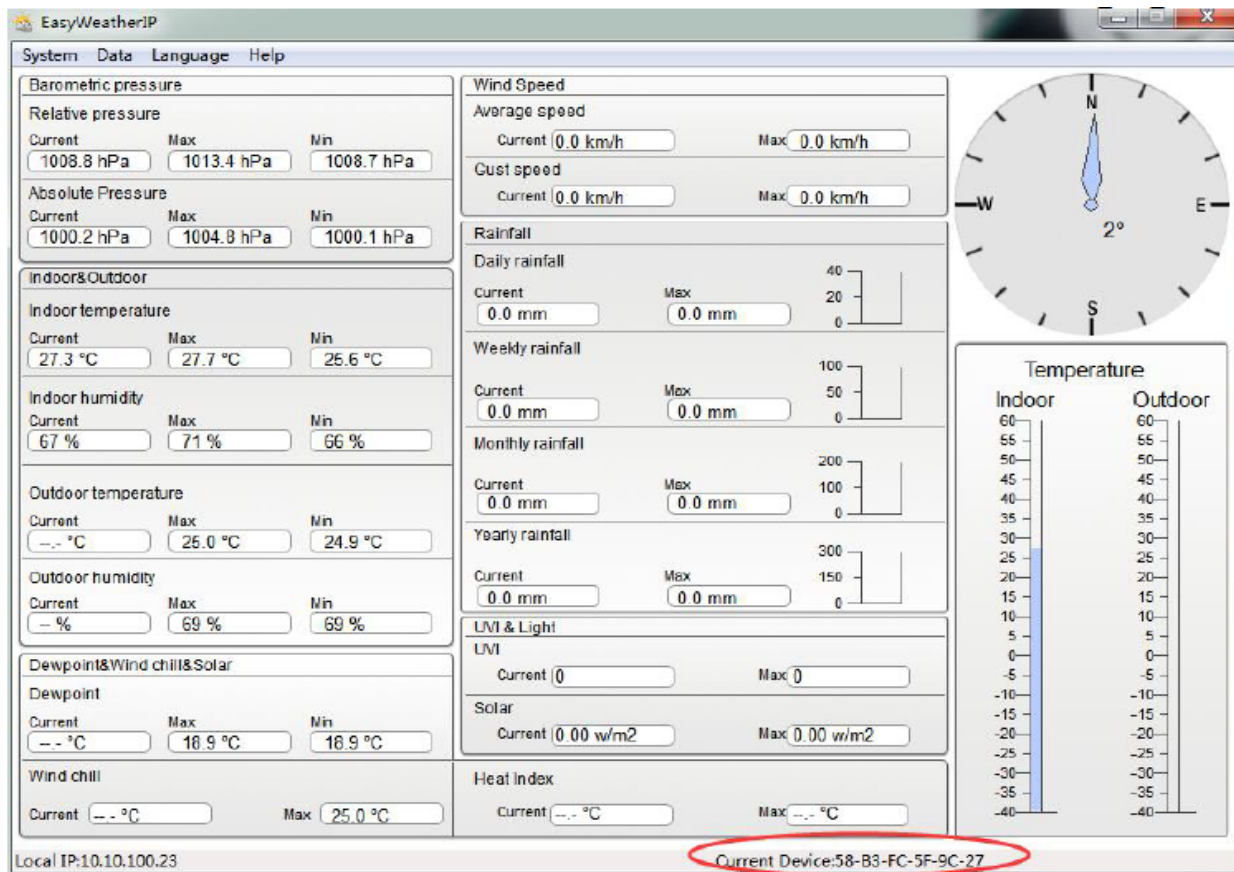 EasyWeatherIP
System Data Language Help
Barometric pressure
Relative pressure
Current Max Min
1008.8 hPa 1013.4 hPa 1008.7 hPa
Absolute Pressure
Current Max Min
1000.2 hPa 1004.8 hPa 1000.1 hPa
Indoor&Outdoor
Indoor temperature
Current Max Min
27.3 °C 27.7 °C 25.6 °C
Indoor humidity
Current Max Min
67 % 71 % 66 %
Outdoor temperature
Current Max Min
--.- °C 25.0 °C 24.9 °C
Outdoor humidity
Current Max Min
-- % 69 % 69 %
Dewpoint&Wind chill&Solar
Dewpoint
Current Max Min
--.- °C 18.9 °C 18.9 °C
Wind chill
Current --.- °C Max 25.0 °C
Wind Speed
Average speed
Current 0.0 km/h Max 0.0 km/h
Gust speed
Current 0.0 km/h Max 0.0 km/h
Rainfall
Daily rainfall
Current Max
0.0 mm 0.0 mm
40
20
0
Weekly rainfall
Current Max
0.0 mm 0.0 mm
100
50
0
Monthly rainfall
Current Max
0.0 mm 0.0 mm
200
100
0
Yearly rainfall
Current Max
0.0 mm 0.0 mm
300
150
0
UVI & Light
UVI
Current 0 Max 0
Solar
Current 0.00 w/m2 Max 0.00 w/m2
Heat Index
Current --.- °C Max --.- °C
N
W E
2°
S
Temperature
Indoor Outdoor
60 60
55 55
50 50
45 45
40 40
35 35
30 30
25 25
20 20
15 15
10 10
5 5
0 0
-5 -5
-10 -10
-15 -15
-20 -20
-25 -25
-30 -30
-35 -35
-40 -40
Local IP:10.10.100.23 Current Device:58-B3-FC-5F-9C-27